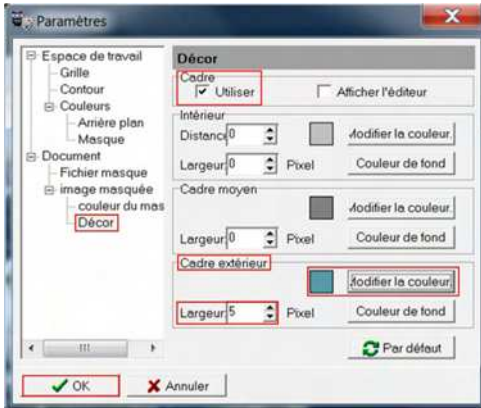 Paramètres
Espace de travail
Grille
Contour
Couleurs
Arrière plan
Masque
Document
Fichier masque
image masquée
couleur du mas
Décor
Décor
Cadre
Utiliser
Afficher l'éditeur
Intérieur
Distanc 0
Modifier la couleur.
Largeur 0
Pixel
Couleur de fond
Cadre moyen
Modifier la couleur.
Largeur 0
Pixel
Couleur de fond
Cadre extérieur
Modifier la couleur.
Largeur 5
Pixel
Couleur de fond
Par défaut
OK
Annuler